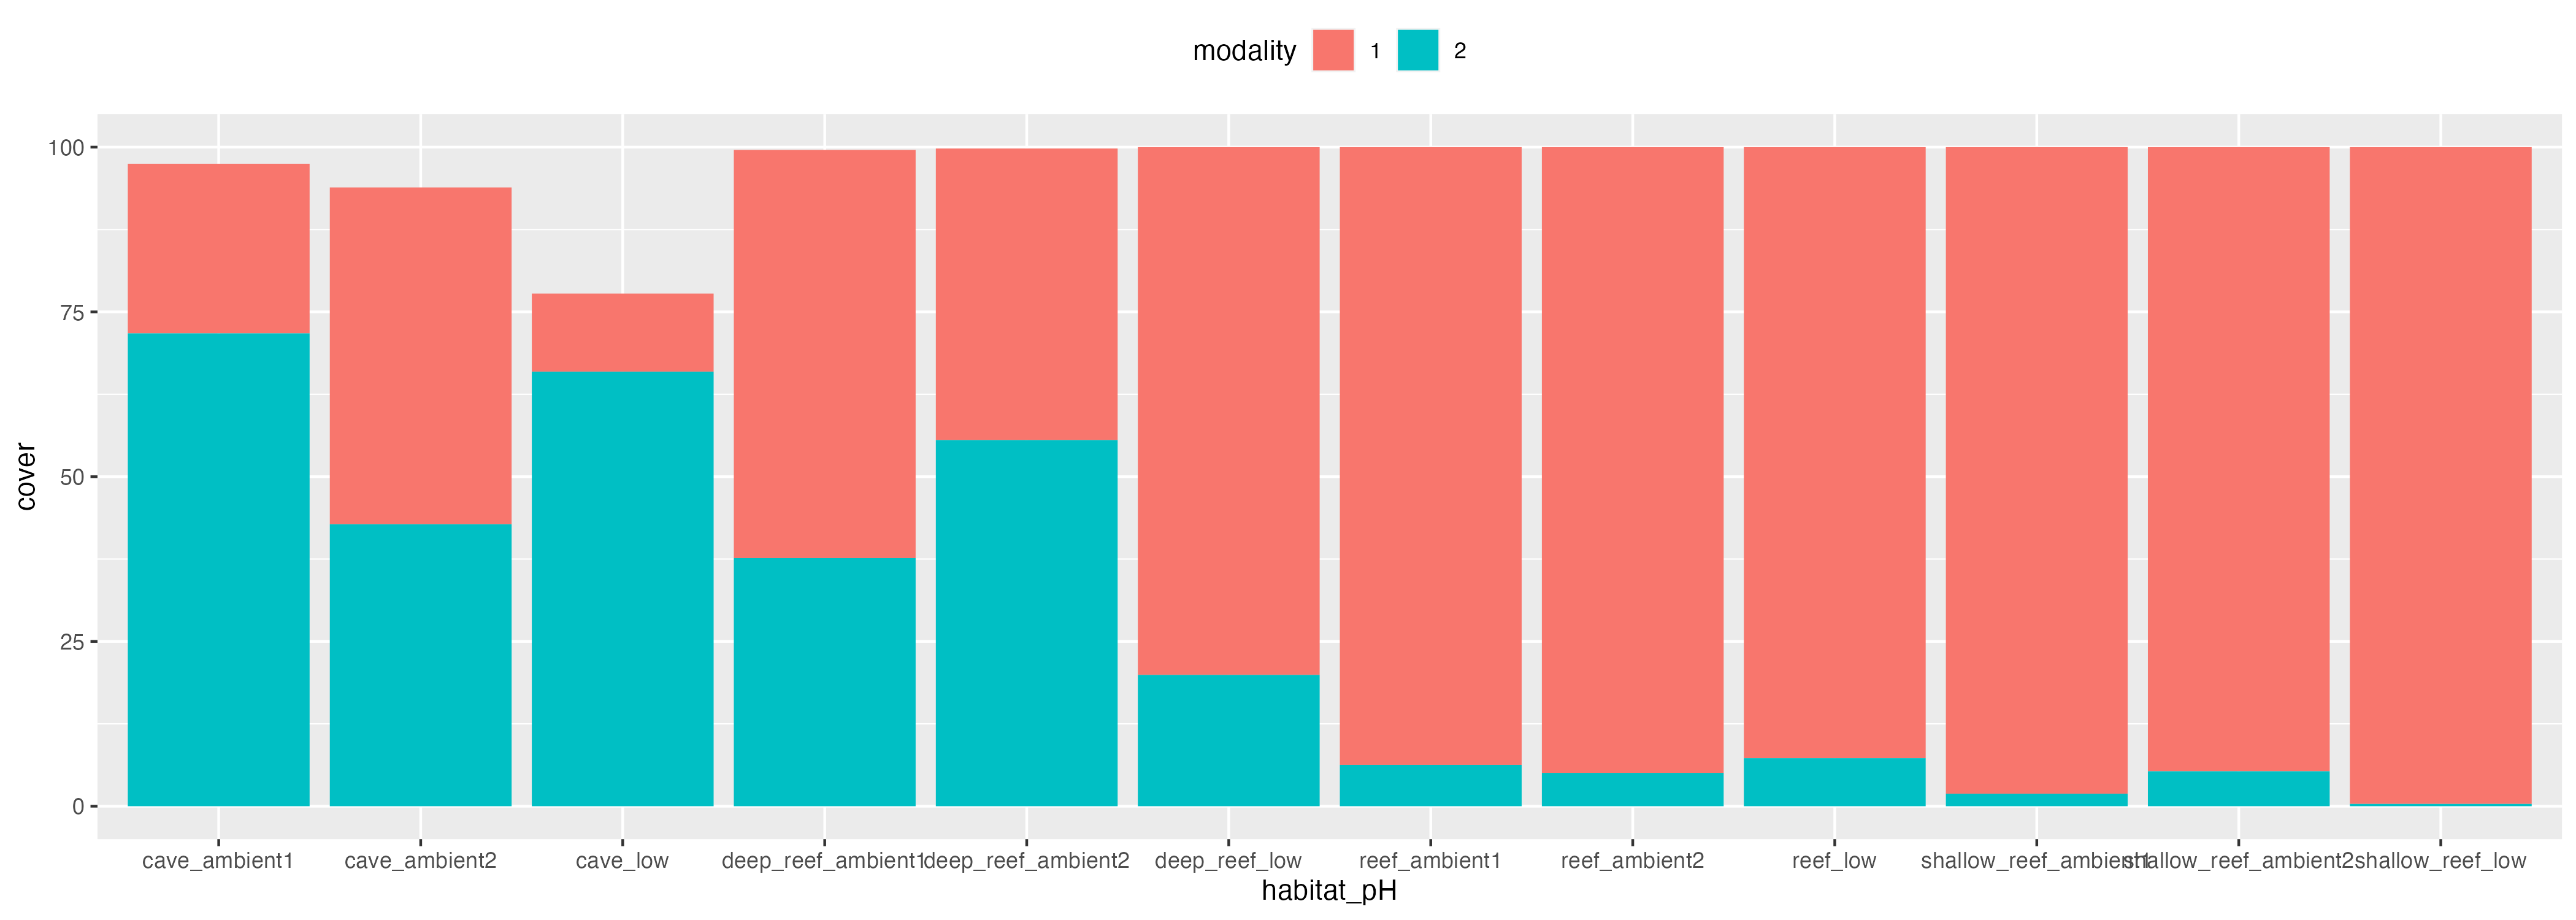 modality 1 2
100
75
50
25
0
cover
cave_ambient1 cave_ambient2 cave_low deep_reef_ambient1 deep_reef_ambient2 deep_reef_low reef_ambient1 reef_ambient2 reef_low shallow_reef_ambient1 shallow_reef_ambient2 shallow_reef_low
habitat_pH